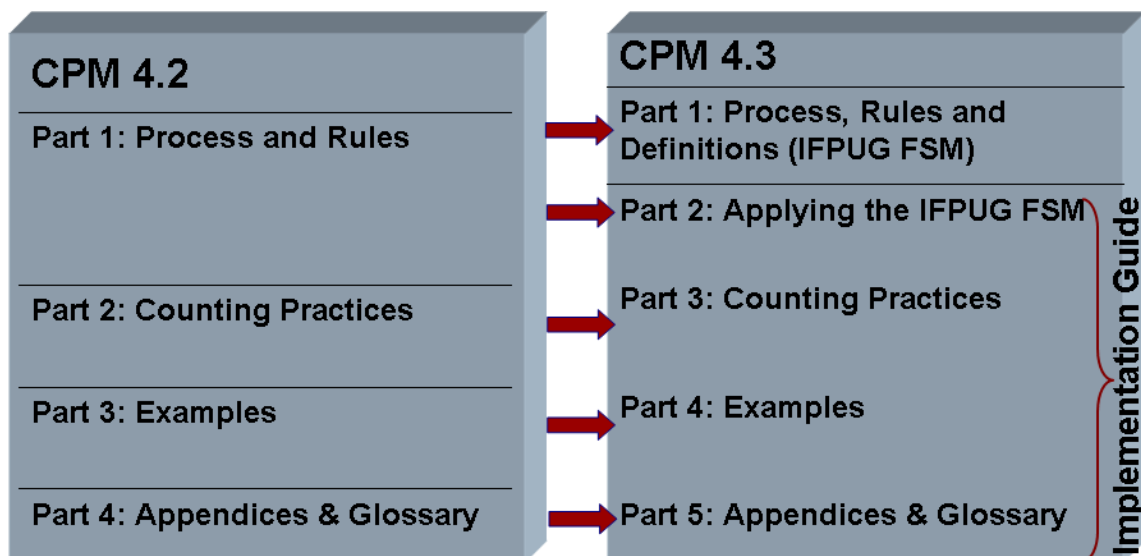 CPM 4.2
Part 1: Process and Rules
Part 2: Counting Practices
Part 3: Examples
Part 4: Appendices & Glossary
CPM 4.3
Part 1: Process, Rules and
Definitions (IFPUG FSM)
Part 2: Applying the IFPUG FSM
Part 3: Counting Practices
Part 4: Examples
Part 5: Appendices & Glossary
Implementation Guide